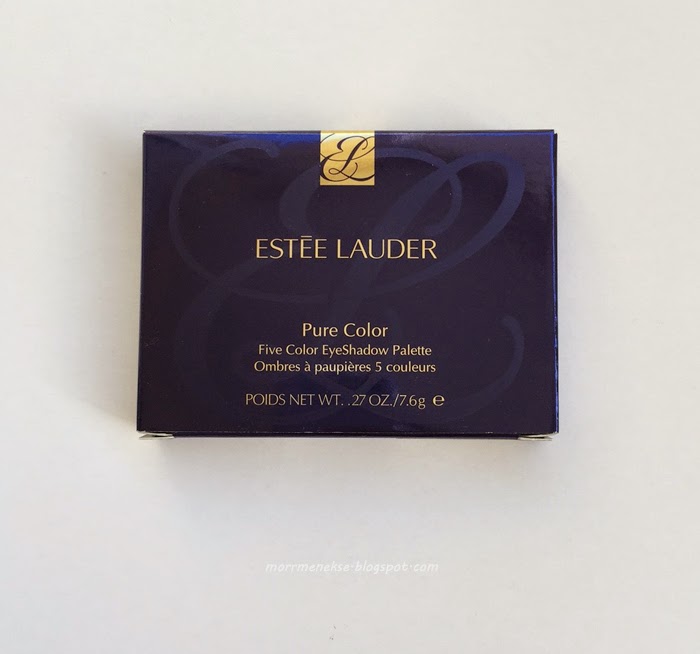 EL
ESTĒE LAUDER
Pure Color
Five Color EyeShadow Palette
Ombres à paupières 5 couleurs
POIDS NET WT. .27 OZ./7.6g ℮
morrmeneksa.blogspot.com